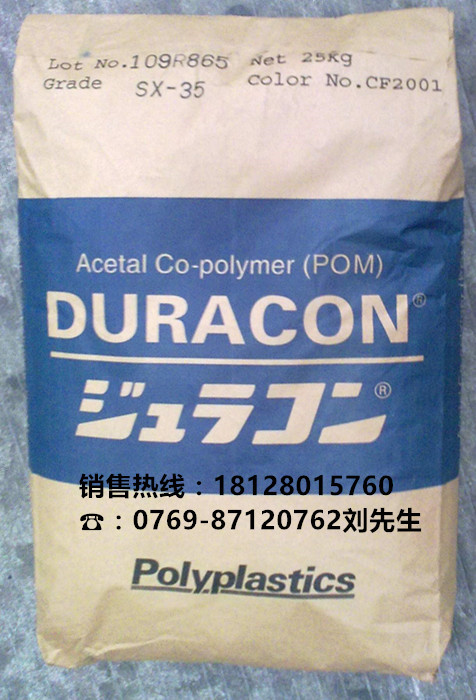 Lot No.109R865 Net 25Kg
Grade SX-35 Color No.CF2001
Acetal Co-polymer (POM)
DURACON®
ジュラコン®
销售热线：18128015760
☎：0769-87120762刘先生
Polyplastics